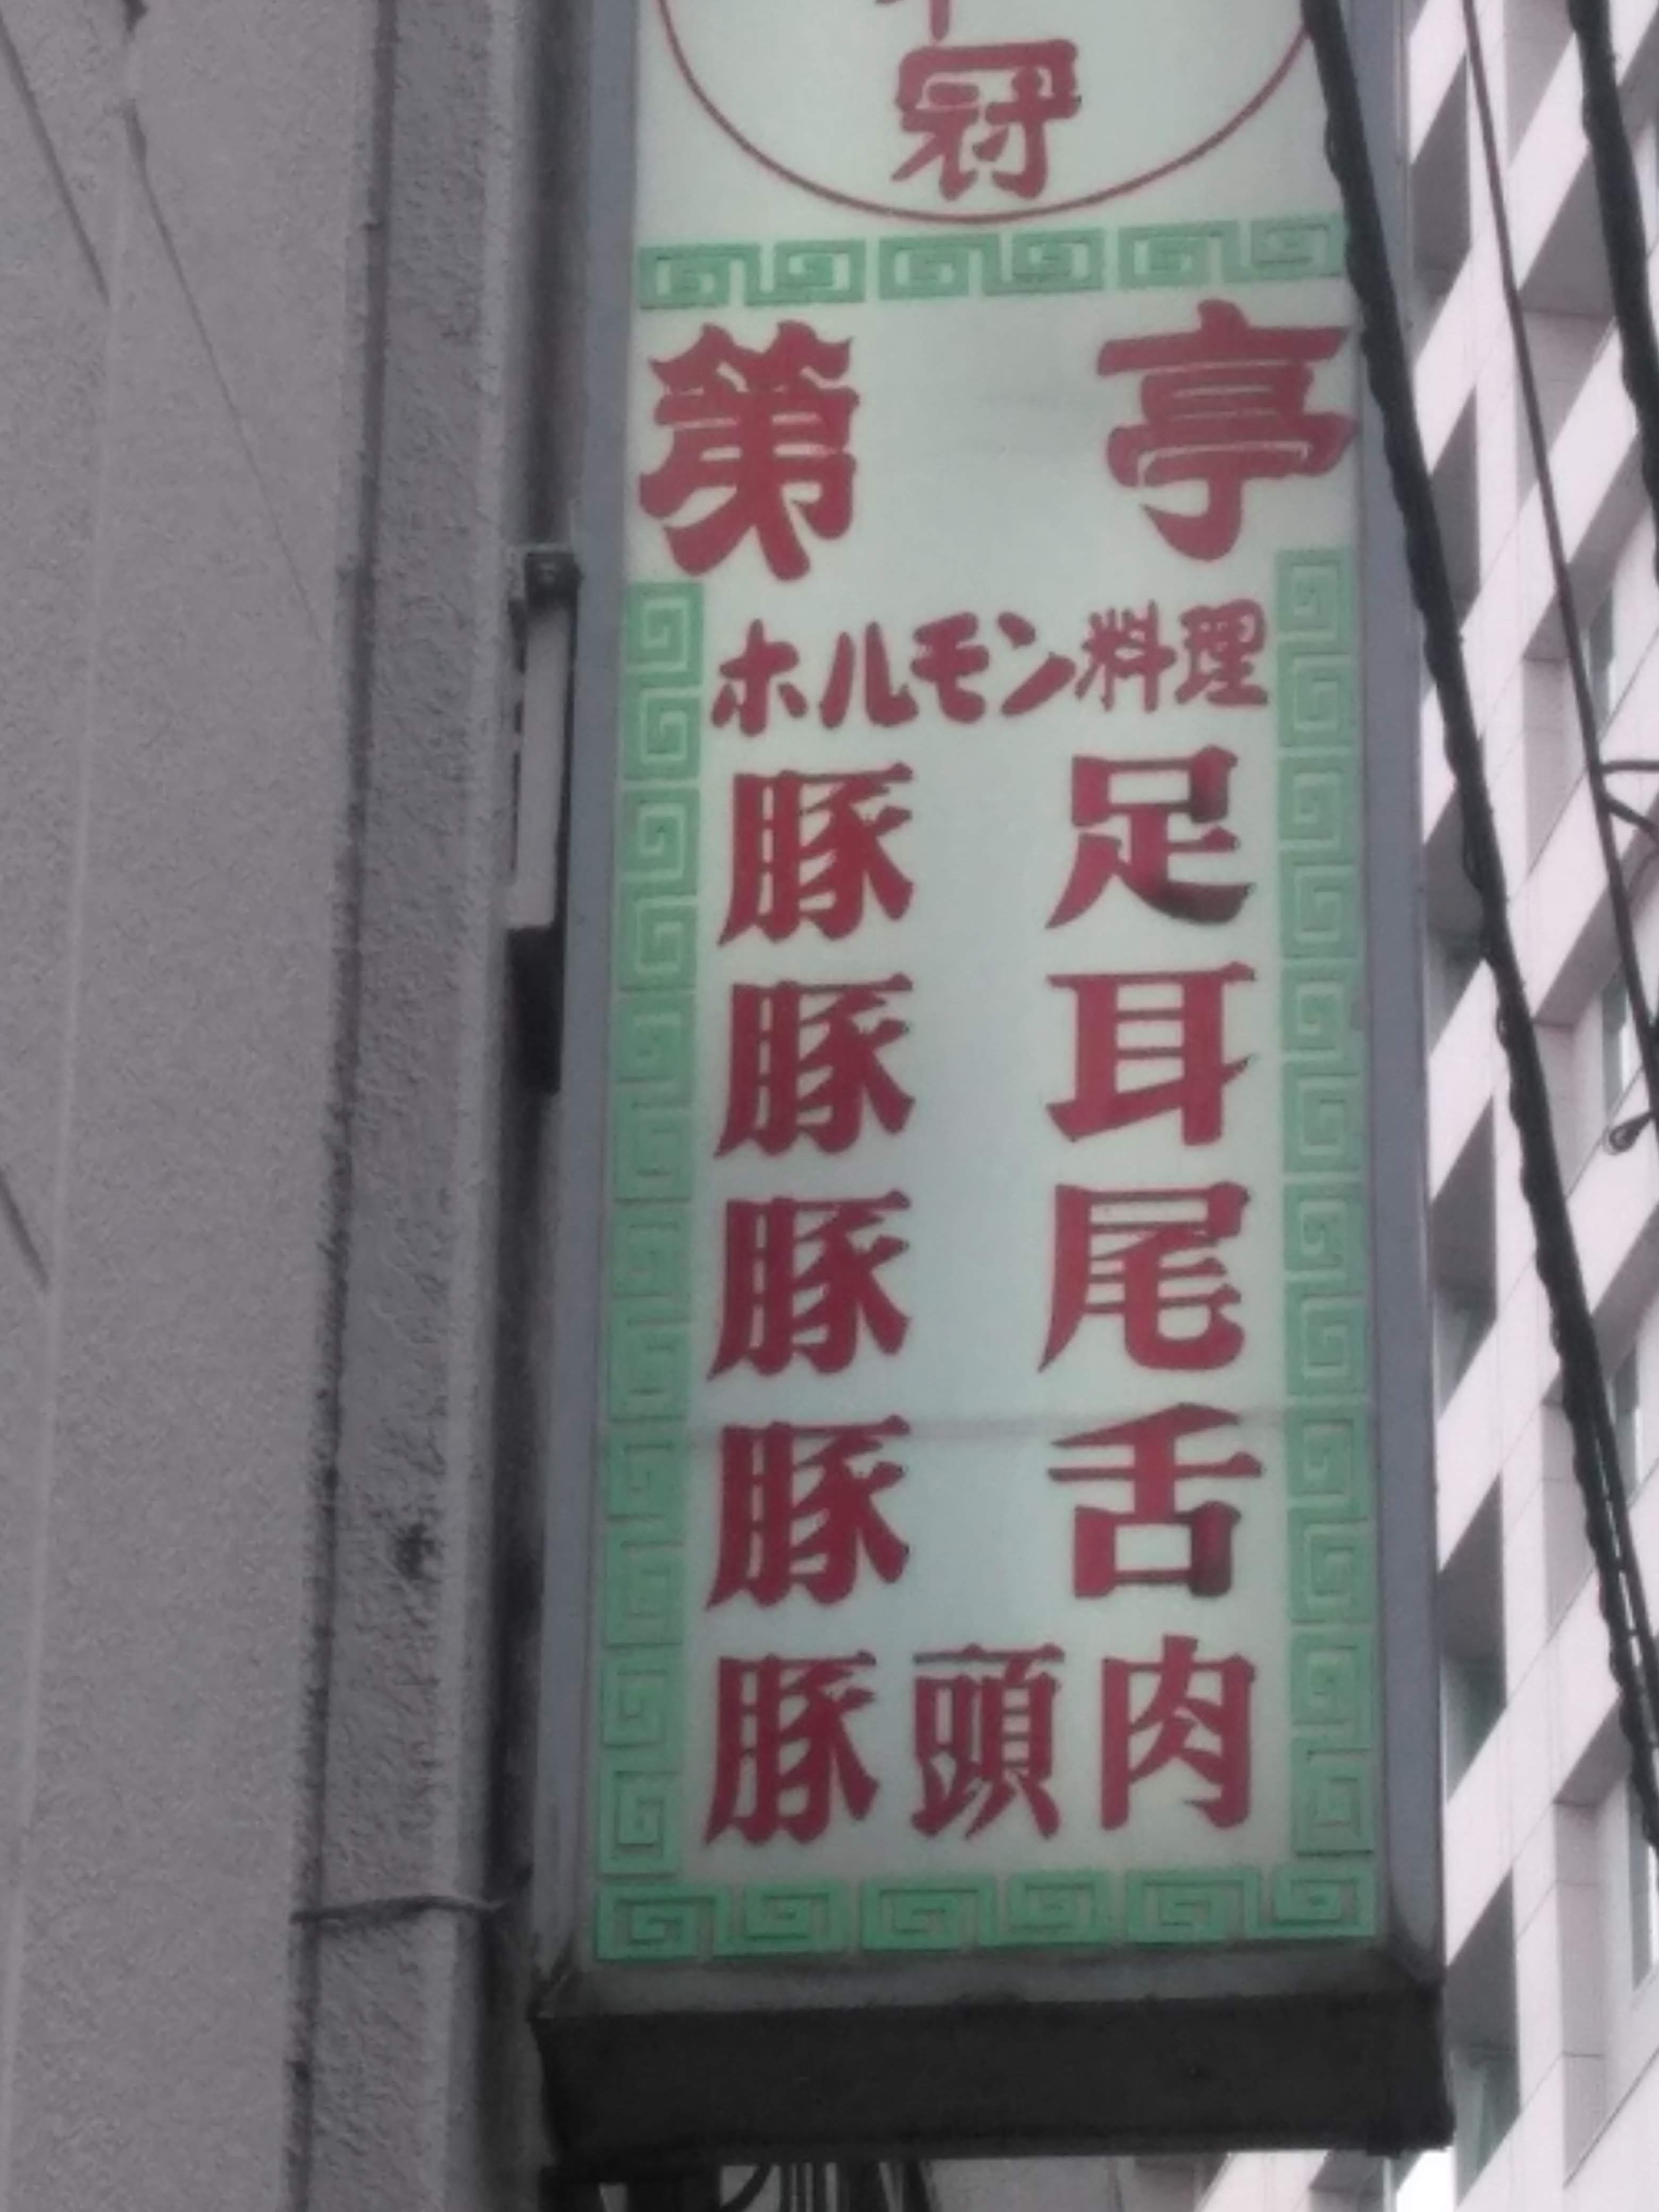 冠
第 亭
ホルモン料理
豚 足
豚 耳
豚 尾
豚 舌
豚頭肉